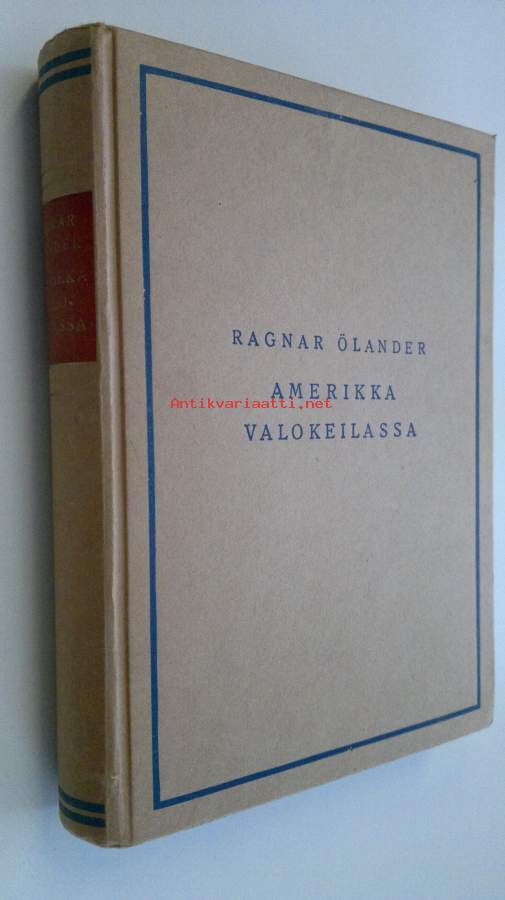 RAGNAR ÖLANDER
AMERIKKA
Antikvariaatti.net
VALOKEILASSA